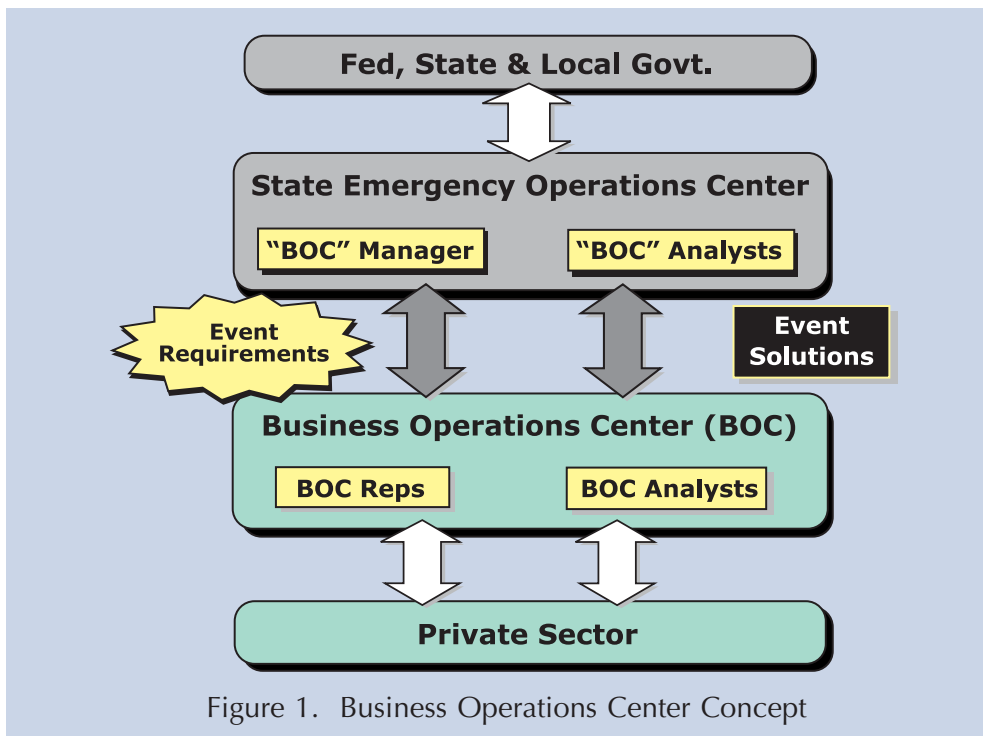 Fed, State & Local Govt.
State Emergency Operations Center
“BOC” Manager
“BOC” Analysts
Event
Requirements
Event
Solutions
Business Operations Center (BOC)
BOC Reps
BOC Analysts
Private Sector
Figure 1. Business Operations Center Concept